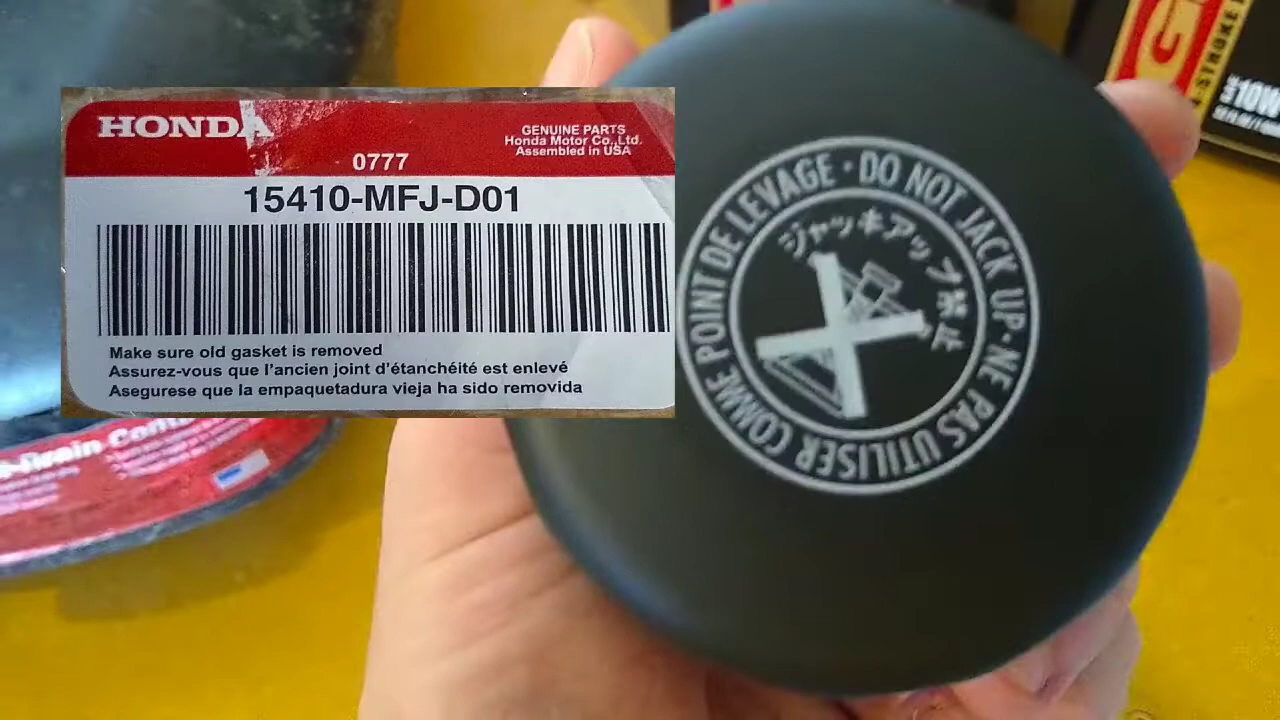 HONDA
GENUINE PARTS
Honda Motor Co.,Ltd.
Assembled in USA
0777
15410-MFJ-D01
Make sure old gasket is removed
Assurez-vous que l'ancien joint d'étanchéité est enlevé
Asegurese que la empaquetadura vieja ha sido removida
DO NOT JACK UP · NE PAS UTILISER COMME POINT DE LEVAGE ·
ジャッキアップ禁止
10W